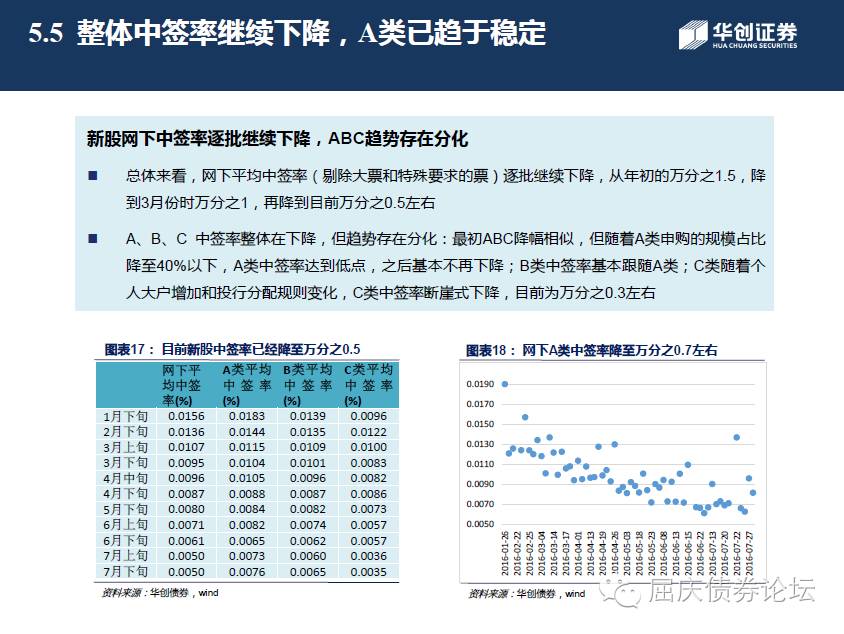 5.5 整体中签率继续下降，A类已趋于稳定
华创证券
HUA CHUANG SECURITIES
新股网下中签率逐批继续下降，ABC趋势存在分化
■ 总体来看，网下平均中签率（剔除大票和特殊要求的票）逐批继续下降，从年初的万分之1.5，降
到3月份时万分之1，再降到目前万分之0.5左右
■ A、B、C 中签率整体在下降，但趋势存在分化：最初ABC降幅相似，但随着A类申购的规模占比
降至40%以下，A类中签率达到低点，之后基本不再下降；B类中签率基本跟随A类；C类随着个
人大户增加和投行分配规则变化，C类中签率断崖式下降，目前为万分之0.3左右
图表17： 目前新股中签率已经降至万分之0.5
网下平 A类平均 B类平均 C类平均
均中签 中签率 中签率 中签率
率(%) (%) (%) (%)
1月下旬 0.0156 0.0183 0.0139 0.0096
2月下旬 0.0136 0.0144 0.0135 0.0122
3月上旬 0.0107 0.0115 0.0109 0.0100
3月下旬 0.0095 0.0104 0.0101 0.0083
4月中旬 0.0096 0.0105 0.0096 0.0082
4月下旬 0.0087 0.0088 0.0087 0.0086
5月下旬 0.0080 0.0084 0.0082 0.0073
6月上旬 0.0071 0.0082 0.0074 0.0057
6月下旬 0.0061 0.0065 0.0062 0.0057
7月上旬 0.0050 0.0073 0.0060 0.0036
7月下旬 0.0050 0.0076 0.0065 0.0035
资料来源：华创债券，wind
图表18： 网下A类中签率降至万分之0.7左右
0.0190
0.0170
0.0150
0.0130
0.0110
0.0090
0.0070
0.0050
2016-01-26
2016-02-22
2016-02-25
2016-03-04
2016-03-14
2016-03-17
2016-04-01
2016-04-13
2016-04-19
2016-04-26
2016-05-03
2016-05-18
2016-05-23
2016-06-08
2016-06-13
2016-06-15
2016-06-22
2016-07-13
2016-07-20
2016-07-22
2016-07-27
资料来源：华创债券，wind
屈庆债券论坛